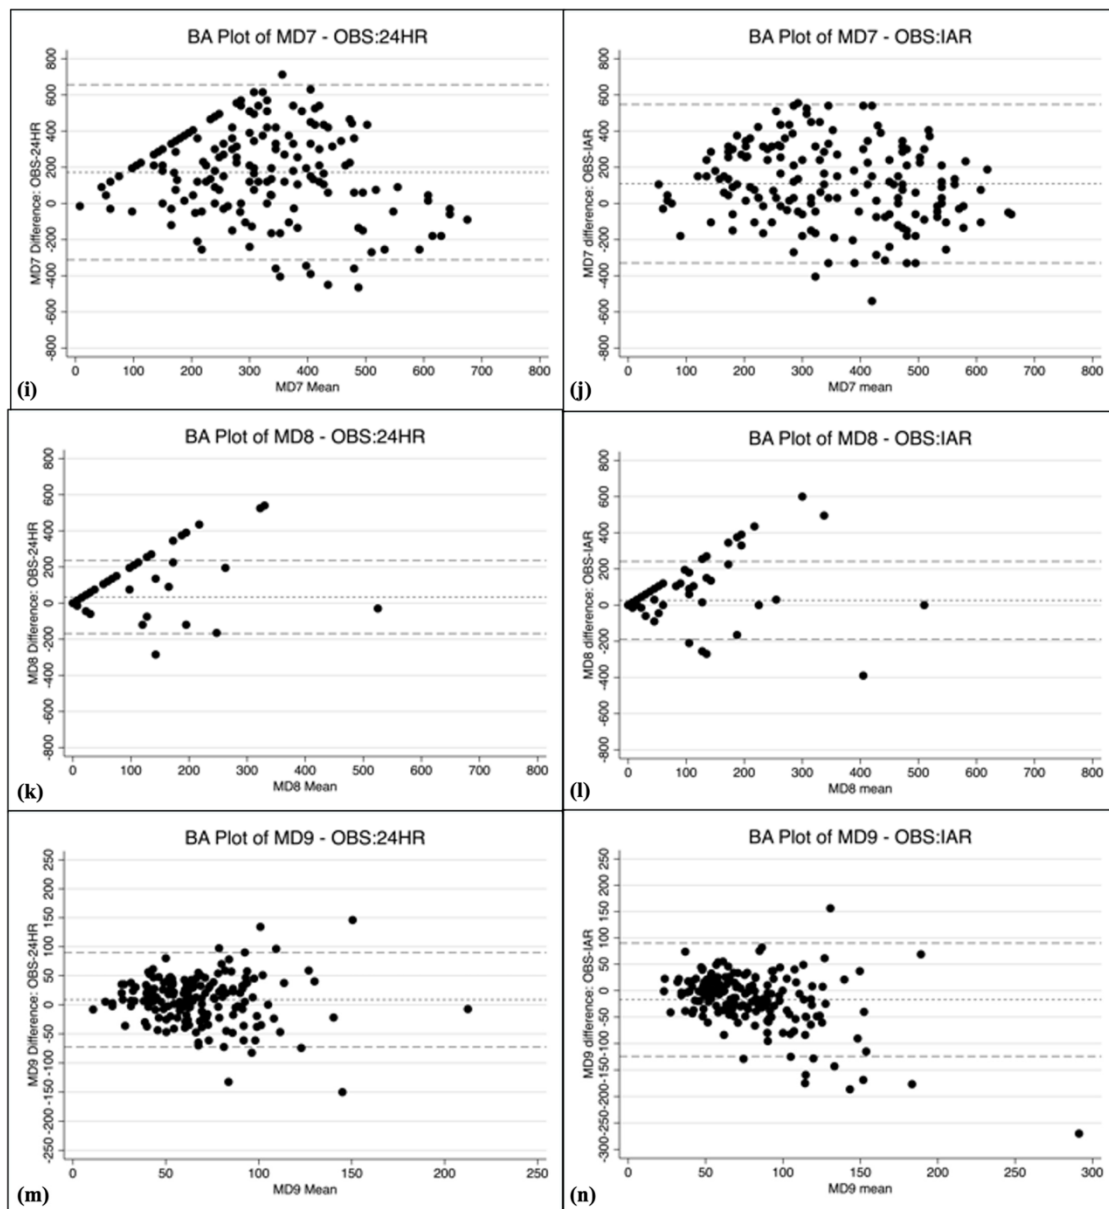 BA Plot of MD7 - OBS:24HR
MD7 Difference: OBS-24HR
800
600
400
200
0
-200
-400
-600
-800
0 100 200 300 400 500 600 700 800
MD7 Mean
(i)
BA Plot of MD7 - OBS:IAR
MD7 difference: OBS-IAR
800
600
400
200
0
-200
-400
-600
-800
0 100 200 300 400 500 600 700 800
MD7 mean
(j)
BA Plot of MD8 - OBS:24HR
MD8 Difference: OBS-24HR
800
600
400
200
0
-200
-400
-600
-800
0 100 200 300 400 500 600 700 800
MD8 Mean
(k)
BA Plot of MD8 - OBS:IAR
MD8 difference: OBS-IAR
800
600
400
200
0
-200
-400
-600
-800
0 100 200 300 400 500 600 700 800
MD8 mean
(l)
BA Plot of MD9 - OBS:24HR
MD9 Difference: OBS-24HR
250
200
150
100
50
0
-50
-100
-150
-200
-250
0 50 100 150 200 250
MD9 Mean
(m)
BA Plot of MD9 - OBS:IAR
MD9 difference: OBS-IAR
250
200
150
100
50
0
-50
-100
-150
-200
-250
-300
0 50 100 150 200 250 300
MD9 mean
(n)